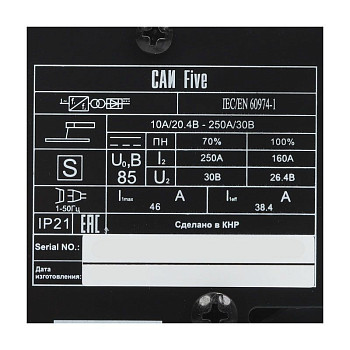 САИ Five
IEC/EN 60974-1
10A/20.4В - 250A/30В
ПН 70% 100%
S U₀,В I₂ 250A 160A
85 U₂ 30В 26.4В
1~50Гц I₁max A 46 I₁eff A 38.4
IP21 EAC Сделано в КНР
Serial NO.:
Дата
изготовления: